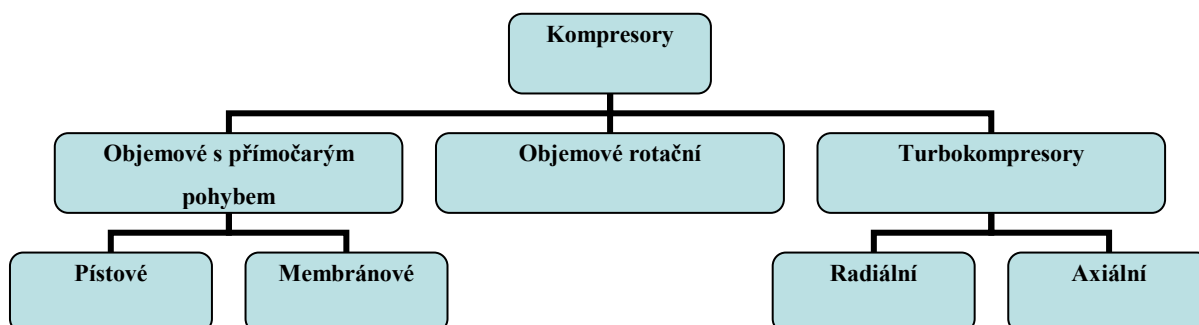 Kompresory
Objemové s přímočarým
pohybem
Objemové rotační
Turbokompresory
Pístové
Membránové
Radiální
Axiální